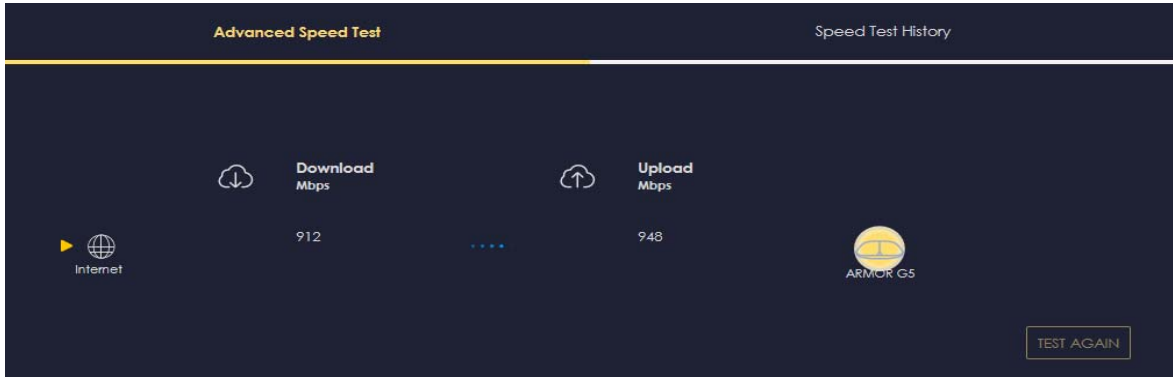 Advanced Speed Test
Speed Test History
Download
Mbps
Upload
Mbps
912
948
Internet
ARMOR G5
TEST AGAIN